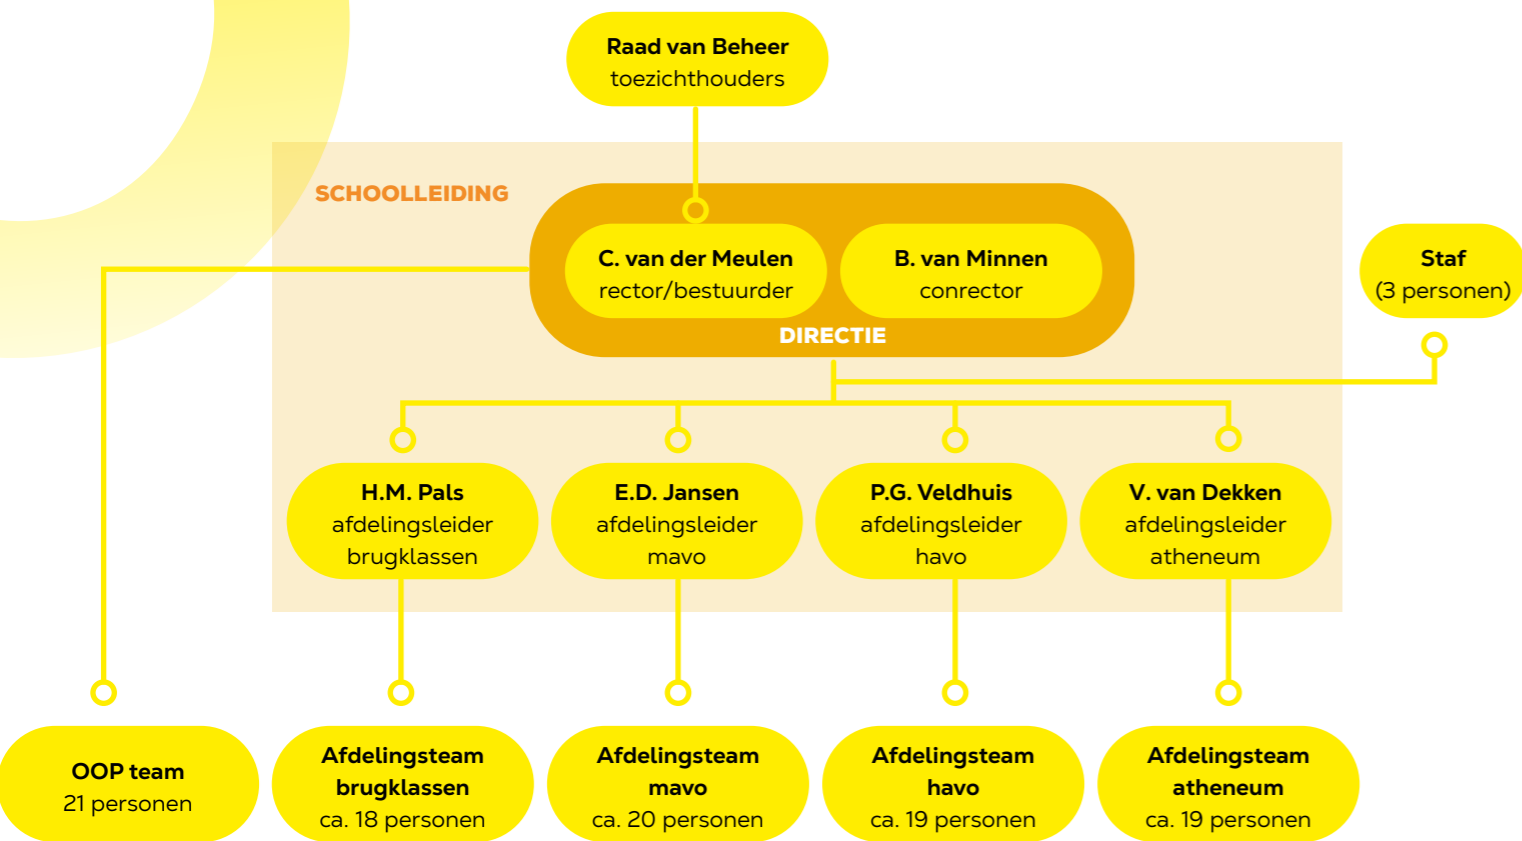 Raad van Beheer
toezichthouders
SCHOOLLEIDING
C. van der Meulen
rector/bestuurder
B. van Minnen
conrector
DIRECTIE
Staf
(3 personen)
H.M. Pals
afdelingsleider
brugklassen
E.D. Jansen
afdelingsleider
mavo
P.G. Veldhuis
afdelingsleider
havo
V. van Dekken
afdelingsleider
atheneum
OOP team
21 personen
Afdelingsteam
brugklassen
ca. 18 personen
Afdelingsteam
mavo
ca. 20 personen
Afdelingsteam
havo
ca. 19 personen
Afdelingsteam
atheneum
ca. 19 personen